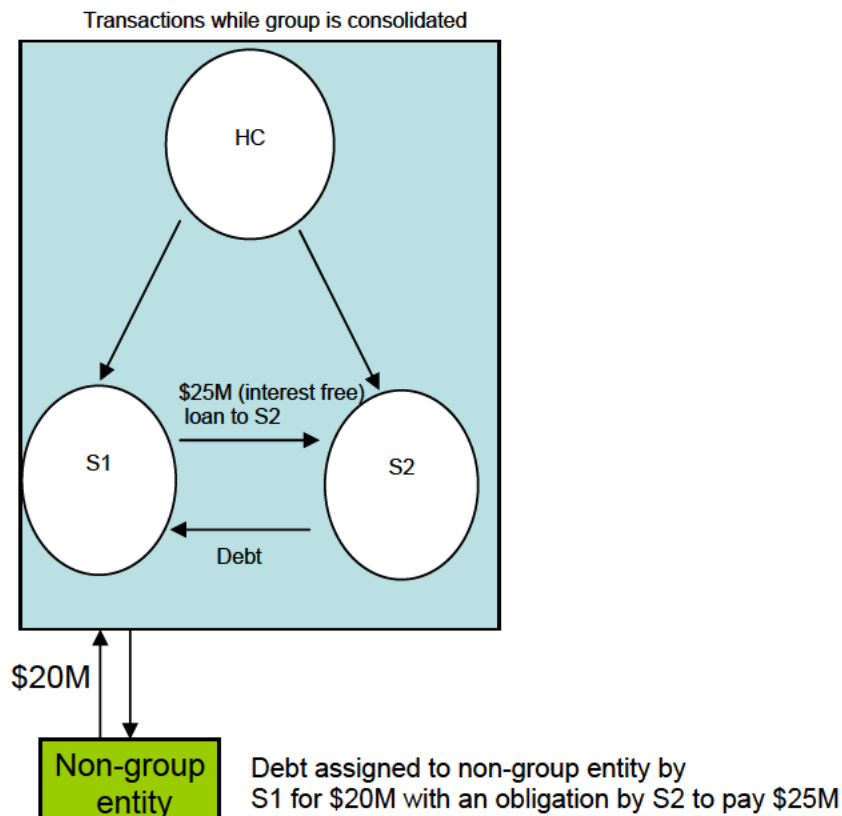 Transactions while group is consolidated
HC
$25M (interest free)
loan to S2
S1
S2
Debt
$20M
Non-group
entity
Debt assigned to non-group entity by
S1 for $20M with an obligation by S2 to pay $25M